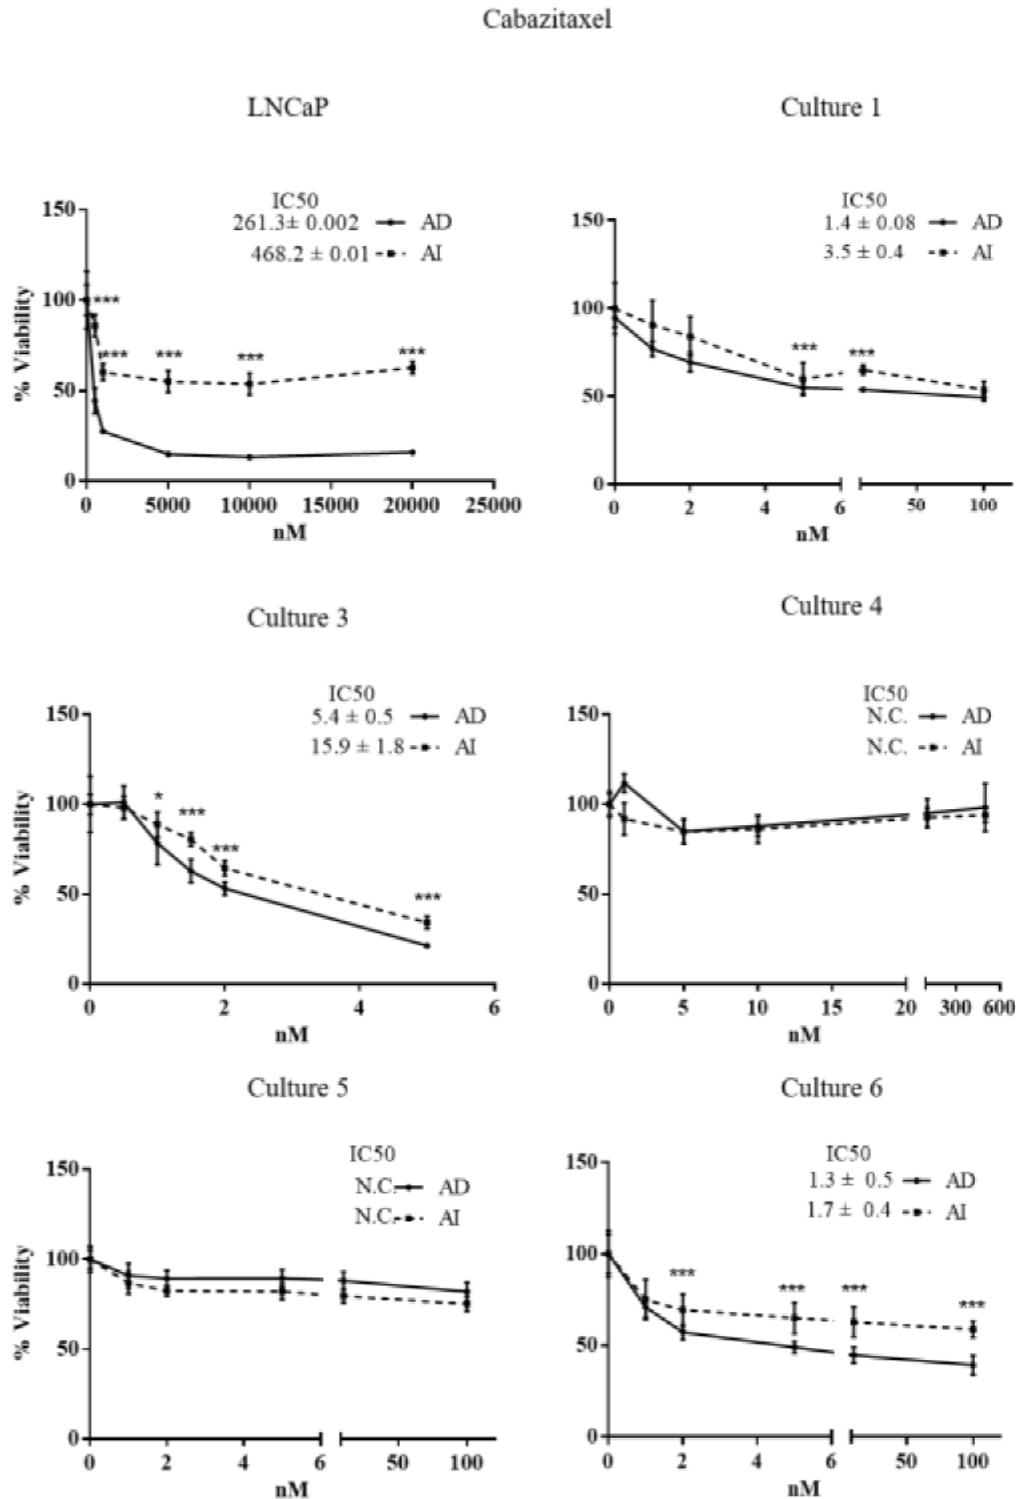 Cabazitaxel
LNCaP
IC50
261.3± 0.002 AD
468.2 ± 0.01 AI
***
***
***
***
***
% Viability
150
100
50
0
0 5000 10000 15000 20000 25000
nM
Culture 1
IC50
1.4 ± 0.08 AD
3.5 ± 0.4 AI
***
***
150
100
50
0
0 2 4 6 50 100
nM
Culture 3
IC50
5.4 ± 0.5 AD
15.9 ± 1.8 AI
*
***
***
***
% Viability
150
100
50
0
0 2 4 6
nM
Culture 4
IC50
N.C. AD
N.C. AI
150
100
50
0
0 5 10 15 20 300 600
nM
Culture 5
IC50
N.C. AD
N.C. AI
% Viability
150
100
50
0
0 2 4 6 50 100
nM
Culture 6
IC50
1.3 ± 0.5 AD
1.7 ± 0.4 AI
***
***
***
***
150
100
50
0
0 2 4 6 50 100
nM